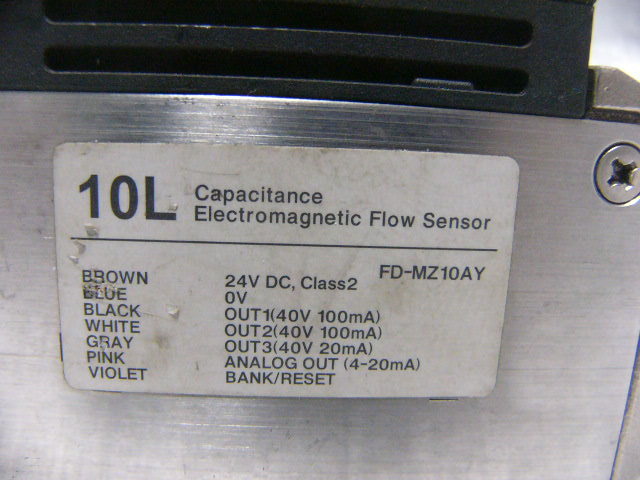 10L Capacitance
Electromagnetic Flow Sensor
FD-MZ10AY
BROWN 24V DC, Class2
BLUE 0V
BLACK OUT1(40V 100mA)
WHITE OUT2(40V 100mA)
GRAY OUT3(40V 20mA)
PINK ANALOG OUT (4-20mA)
VIOLET BANK/RESET